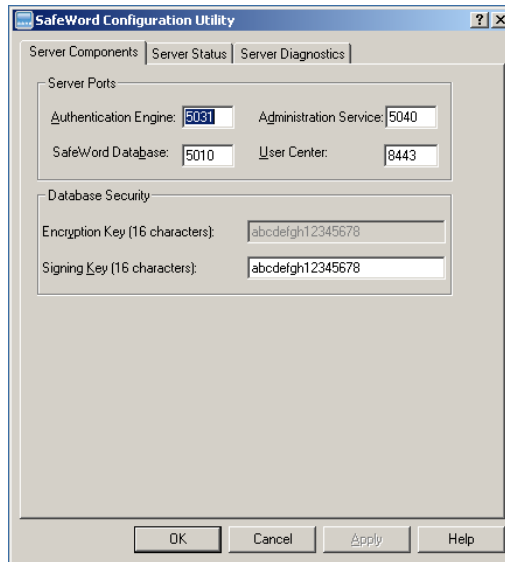 SafeWord Configuration Utility
Server Components Server Status Server Diagnostics
Server Ports
Authentication Engine: 5031 Administration Service: 5040
SafeWord Database: 5010 User Center: 8443
Database Security
Encryption Key (16 characters): abcdefgh12345678
Signing Key (16 characters): abcdefgh12345678
OK Cancel Apply Help